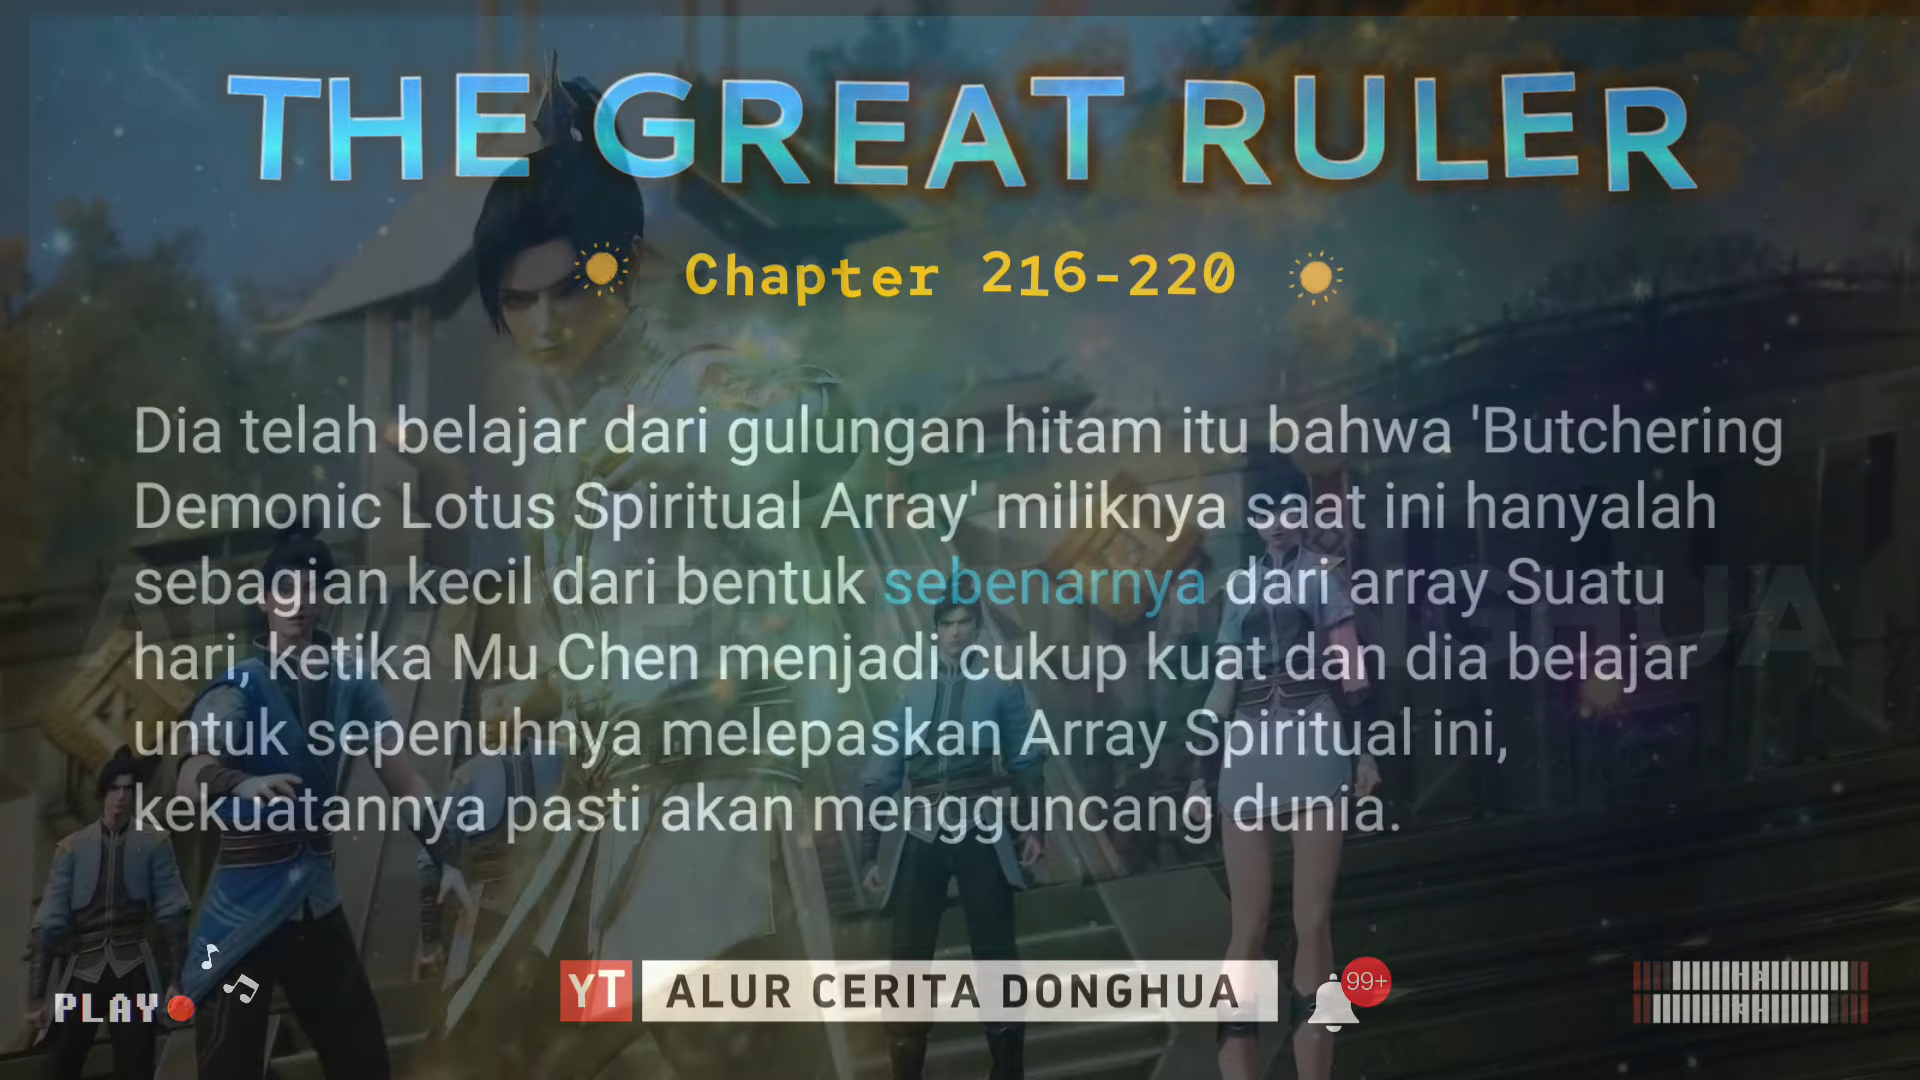 THE GREAT RULER
Chapter 216-220
Dia telah belajar dari gulungan hitam itu bahwa 'Butchering
Demonic Lotus Spiritual Array' miliknya saat ini hanyalah
sebagian kecil dari bentuk sebenarnya dari array Suatu
hari, ketika Mu Chen menjadi cukup kuat dan dia belajar
untuk sepenuhnya melepaskan Array Spiritual ini,
kekuatannya pasti akan mengguncang dunia.
PLAY
YT ALUR CERITA DONGHUA
99+